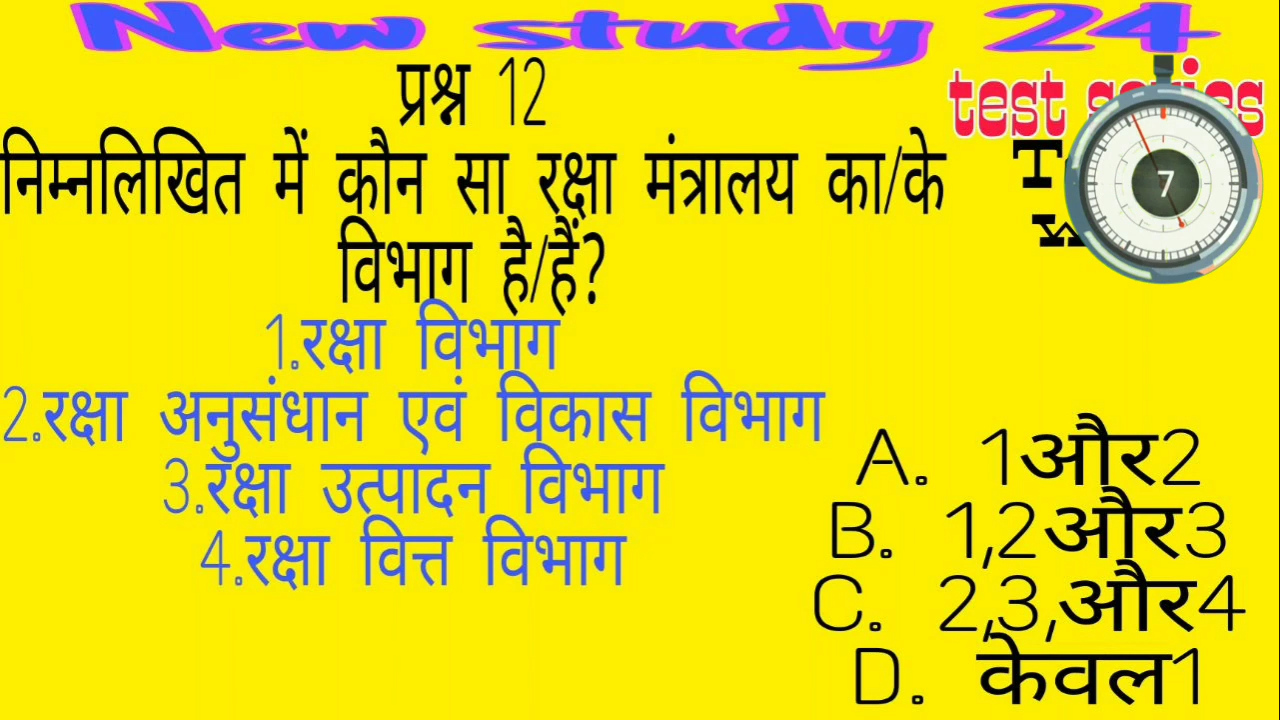 New study 24
test series
प्रश्न 12
निम्नलिखित में कौन सा रक्षा मंत्रालय का/के
विभाग है/हैं?
7
1.रक्षा विभाग
2.रक्षा अनुसंधान एवं विकास विभाग
3.रक्षा उत्पादन विभाग
4.रक्षा वित्त विभाग
A. 1और2
B. 1,2और3
C. 2,3,और4
D. केवल1